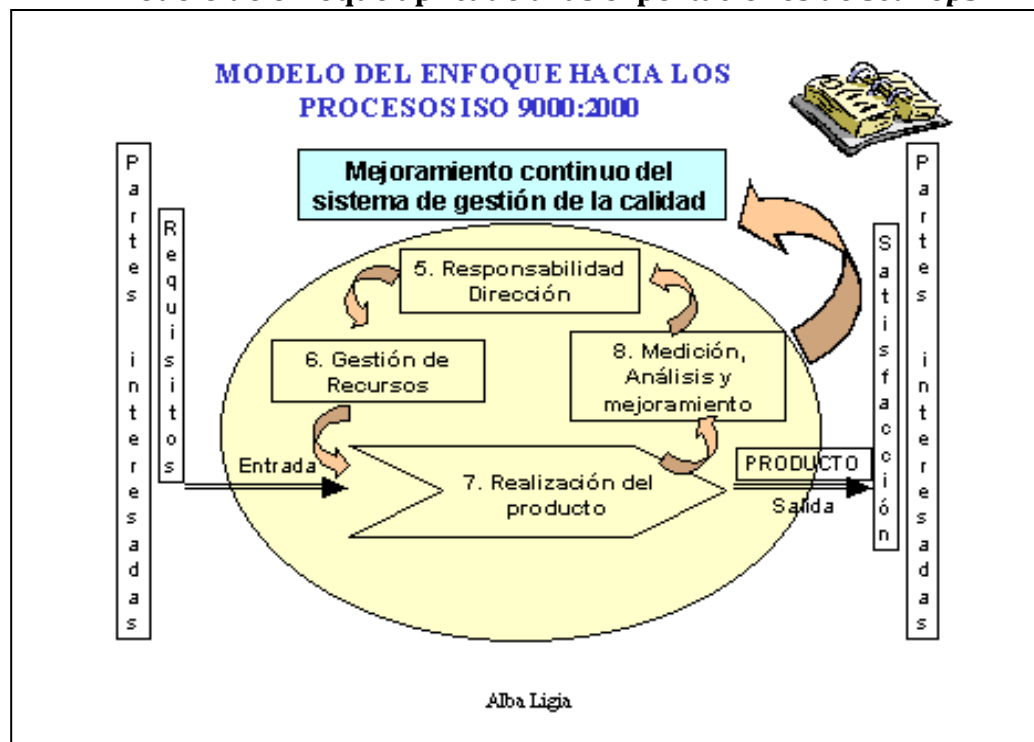 MODELO DEL ENFOQUE HACIA LOS
PROCESOS ISO 9000:2000
Partes interesadas
Requisitos
Mejoramiento continuo del
sistema de gestión de la calidad
5. Responsabilidad
Dirección
6. Gestión de
Recursos
8. Medición,
Análisis y
mejoramiento
Entrada
7. Realización del
producto
PRODUCTO
Salida
Satisfacción
Partes interesadas
Alba Ligia